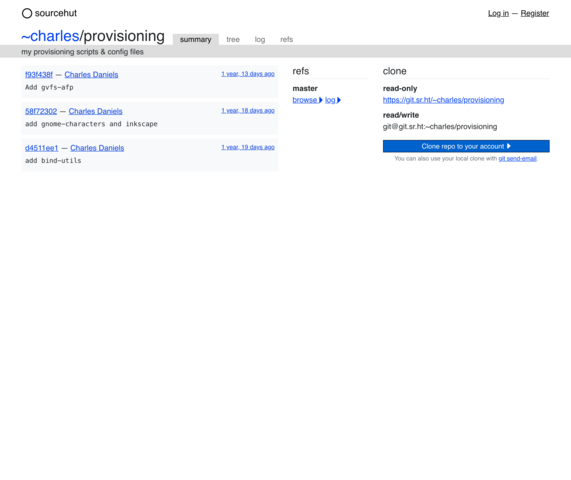 sourcehut
Log in — Register
~charles/provisioning
summary tree log refs
my provisioning scripts & config files
f93f438f — Charles Daniels 1 year, 13 days ago
Add gvfs-afp
58f72302 — Charles Daniels 1 year, 18 days ago
add gnome-characters and inkscape
d4511ee1 — Charles Daniels 1 year, 19 days ago
add bind-utils
refs
master
browse log
clone
read-only
https://git.sr.ht/~charles/provisioning
read/write
git@git.sr.ht:~charles/provisioning
Clone repo to your account
You can also use your local clone with git send-email.